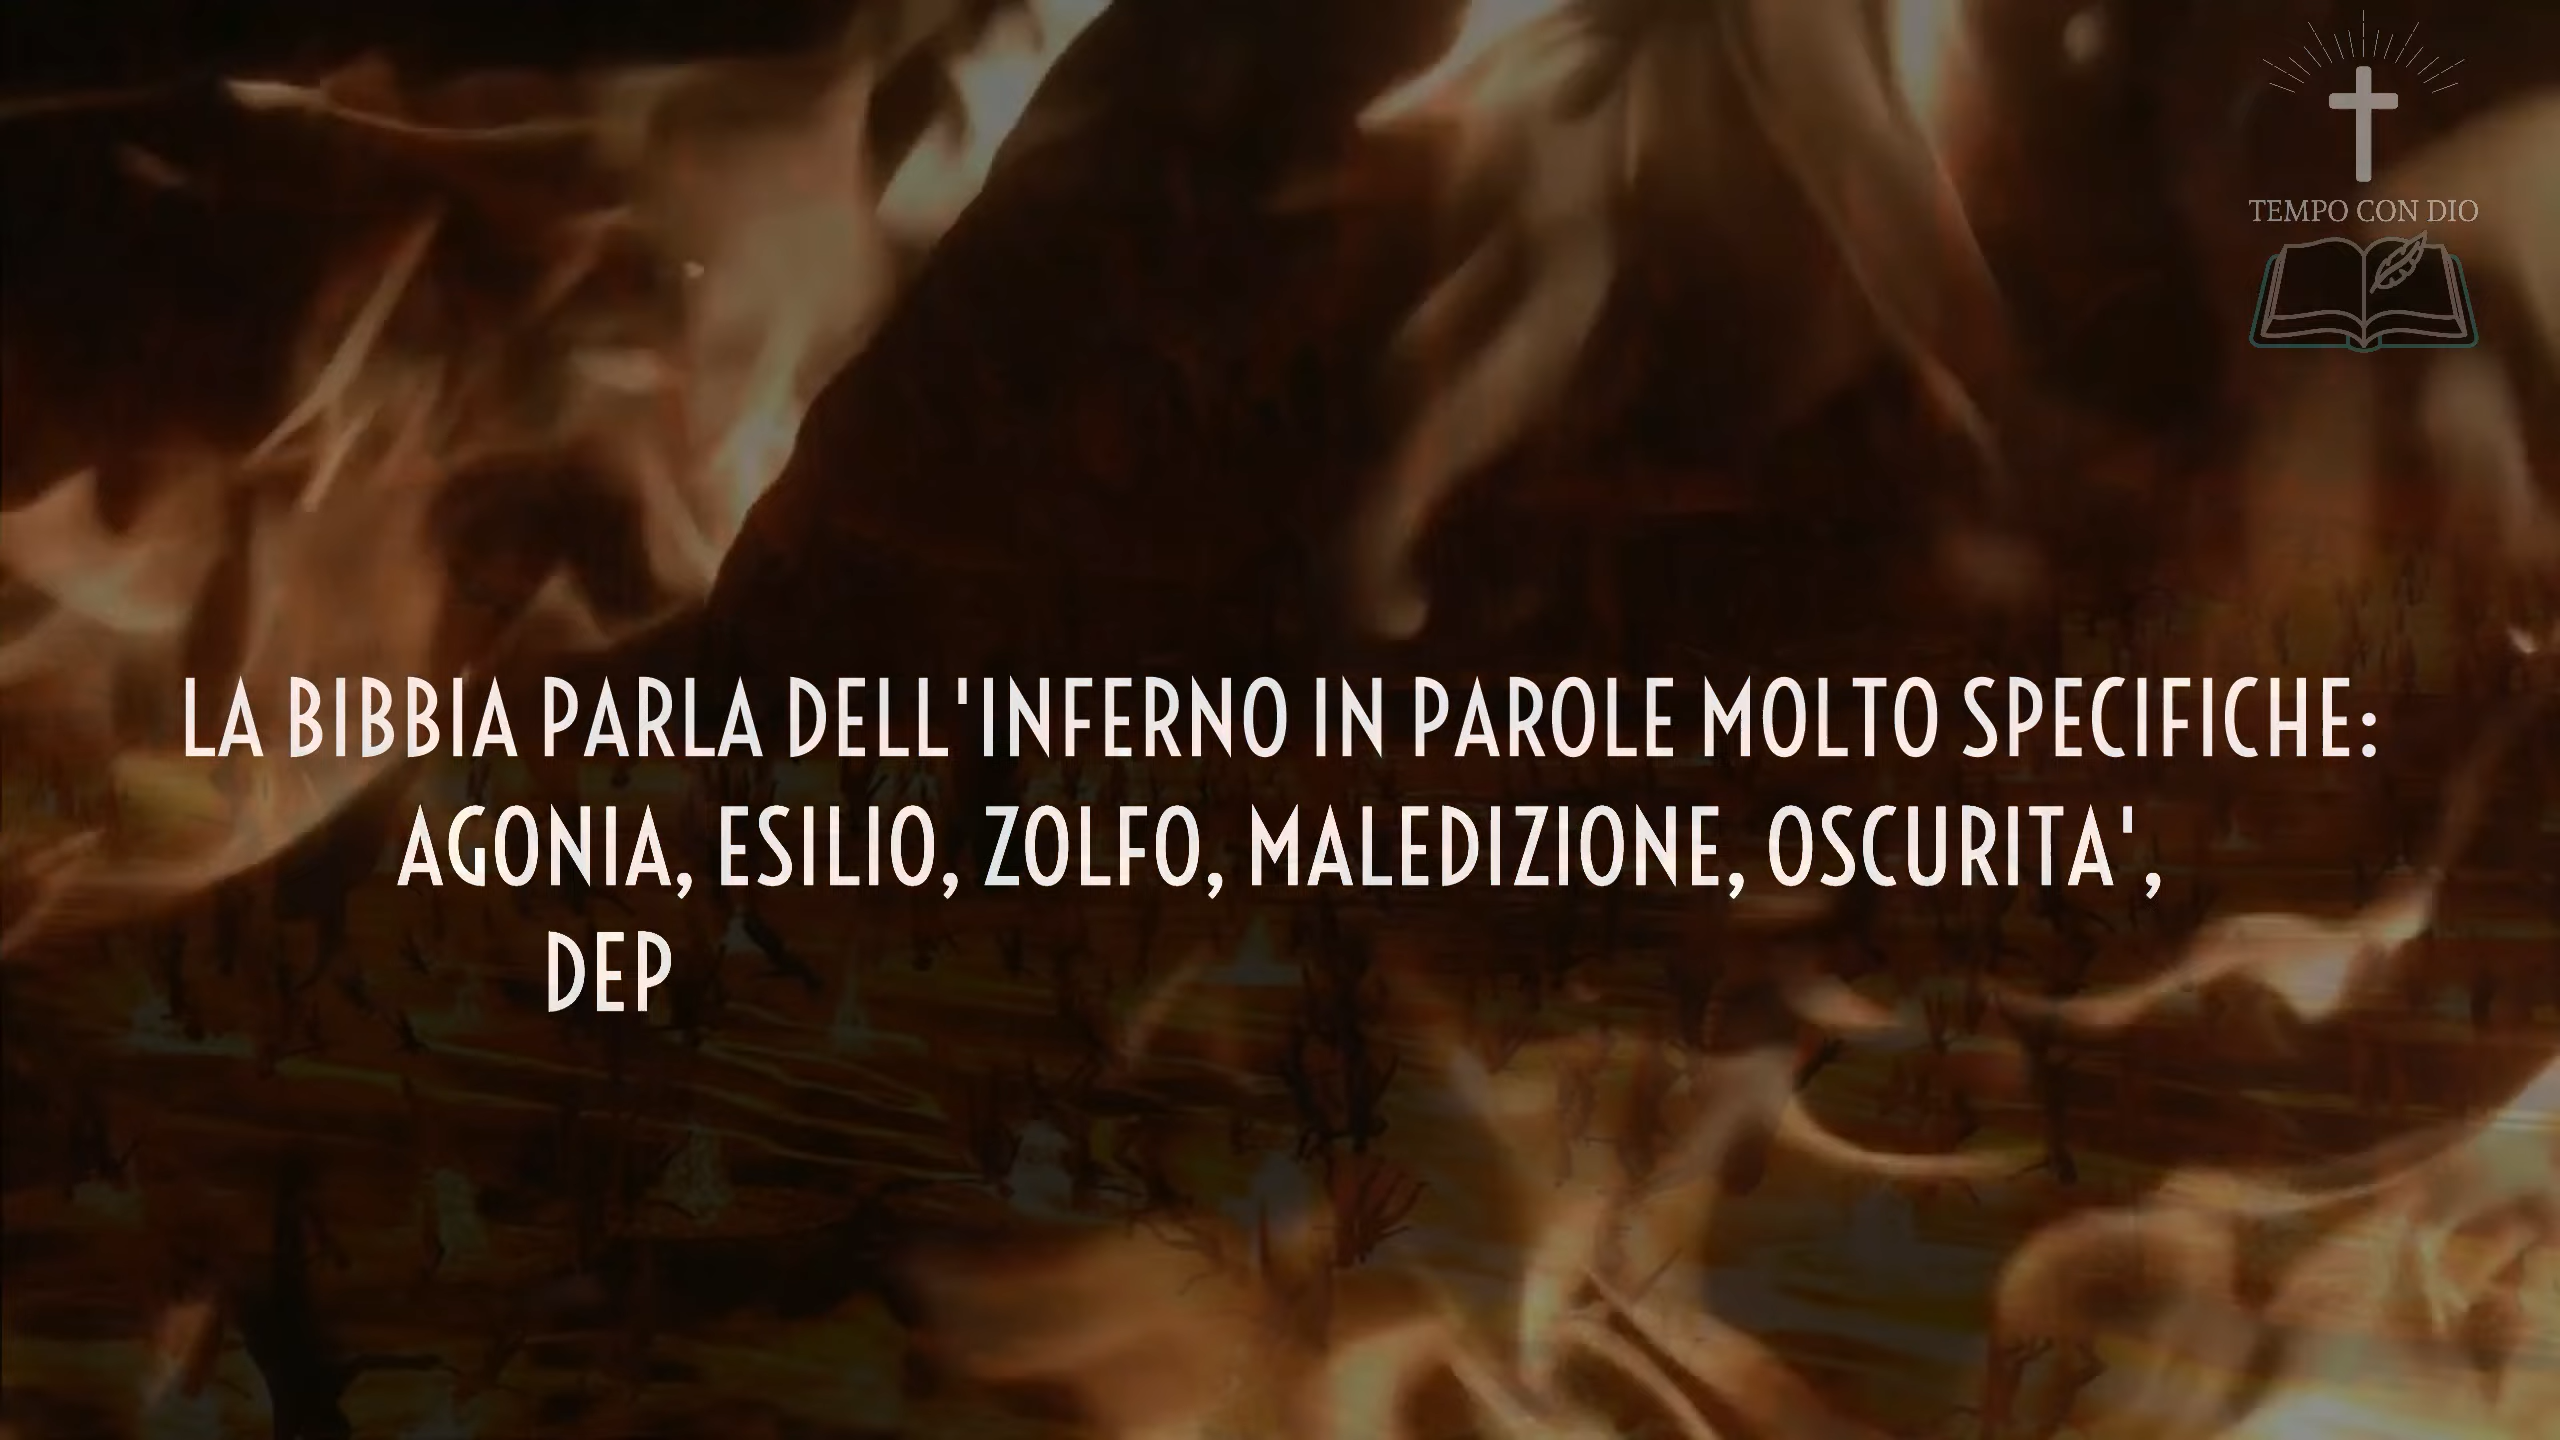 TEMPO CON DIO
LA BIBBIA PARLA DELL'INFERNO IN PAROLE MOLTO SPECIFICHE:
AGONIA, ESILIO, ZOLFO, MALEDIZIONE, OSCURITA',
DEP